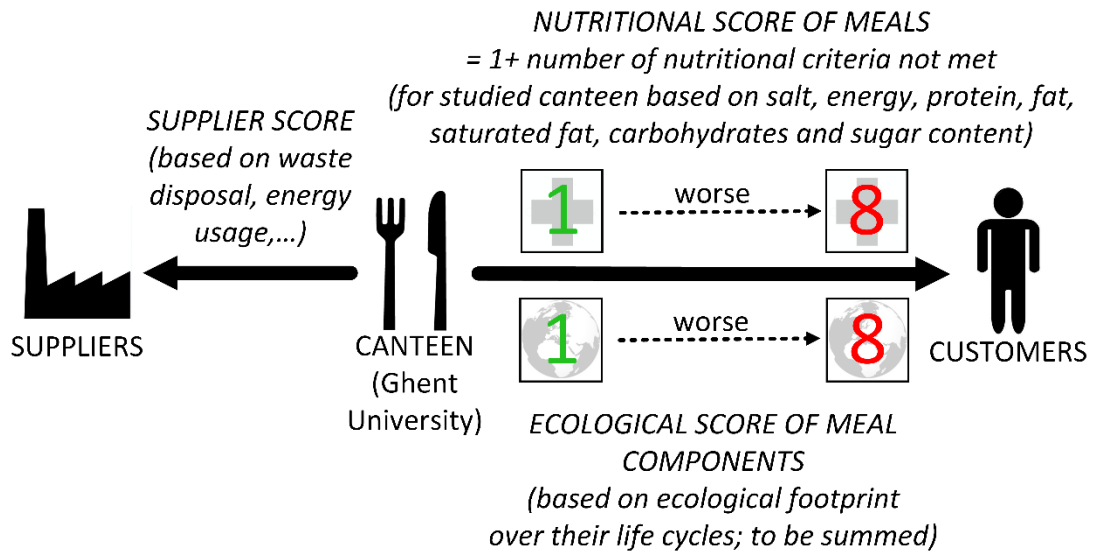 NUTRITIONAL SCORE OF MEALS
= 1+ number of nutritional criteria not met
(for studied canteen based on salt, energy, protein, fat,
saturated fat, carbohydrates and sugar content)
SUPPLIER SCORE
(based on waste
disposal, energy
usage,...)
1
worse
8
SUPPLIERS
CANTEEN
(Ghent
University)
1
worse
8
CUSTOMERS
ECOLOGICAL SCORE OF MEAL
COMPONENTS
(based on ecological footprint
over their life cycles; to be summed)